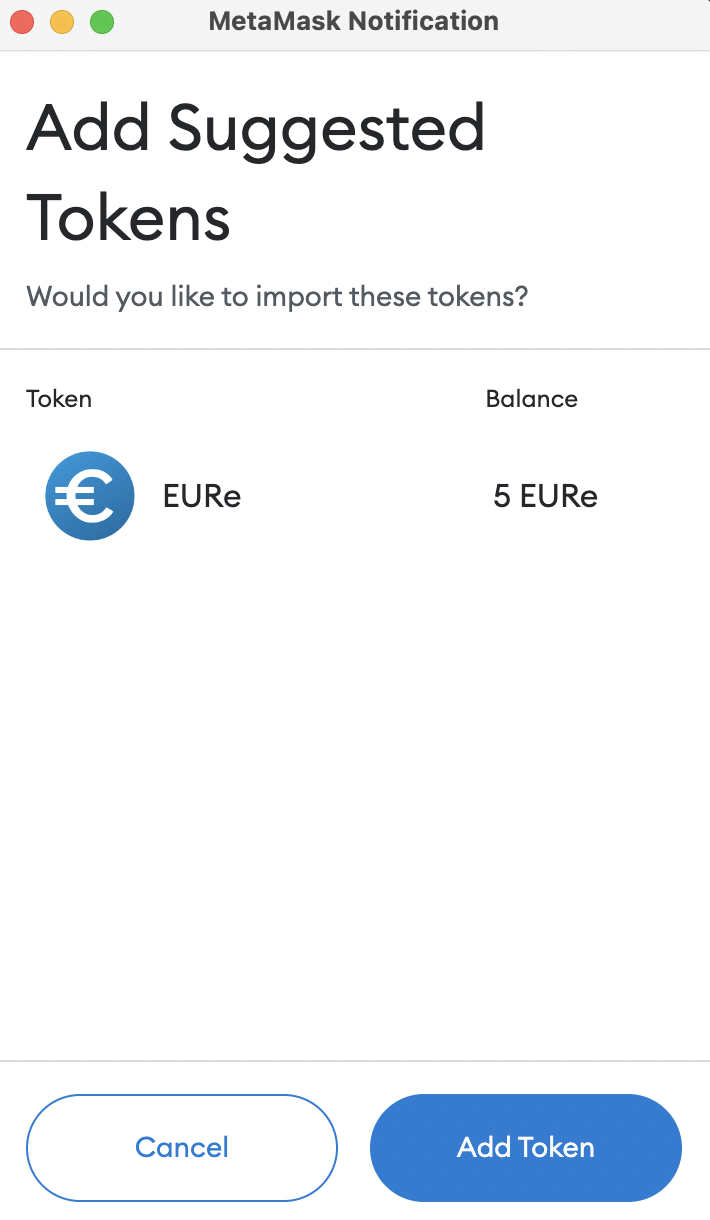 MetaMask Notification
Add Suggested
Tokens
Would you like to import these tokens?
Token Balance
€ EURe 5 EURe
Cancel Add Token